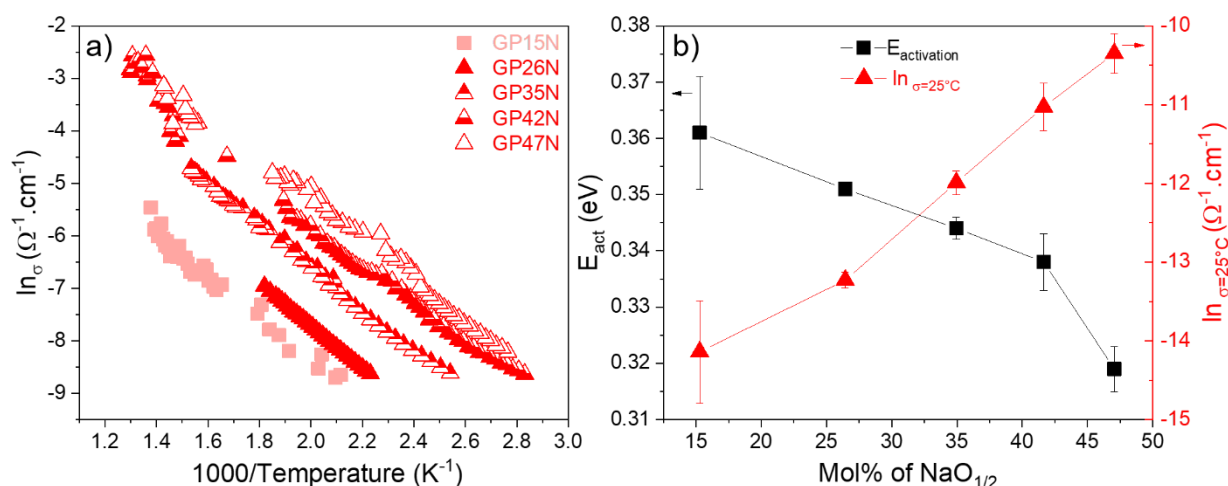 a)
GP15N
GP26N
GP35N
GP42N
GP47N
-2
-3
-4
-5
-6
-7
-8
-9
lnσ (Ω⁻¹.cm⁻¹)
1.2 1.4 1.6 1.8 2.0 2.2 2.4 2.6 2.8 3.0
1000/Temperature (K⁻¹)
b)
E_activation
ln σ=25°C
0.38
0.37
0.36
0.35
0.34
0.33
0.32
0.31
E_act (eV)
15 20 25 30 35 40 45 50
Mol% of NaO₁/₂
-10
-11
-12
-13
-14
-15
ln σ=25°C (Ω⁻¹.cm⁻¹)